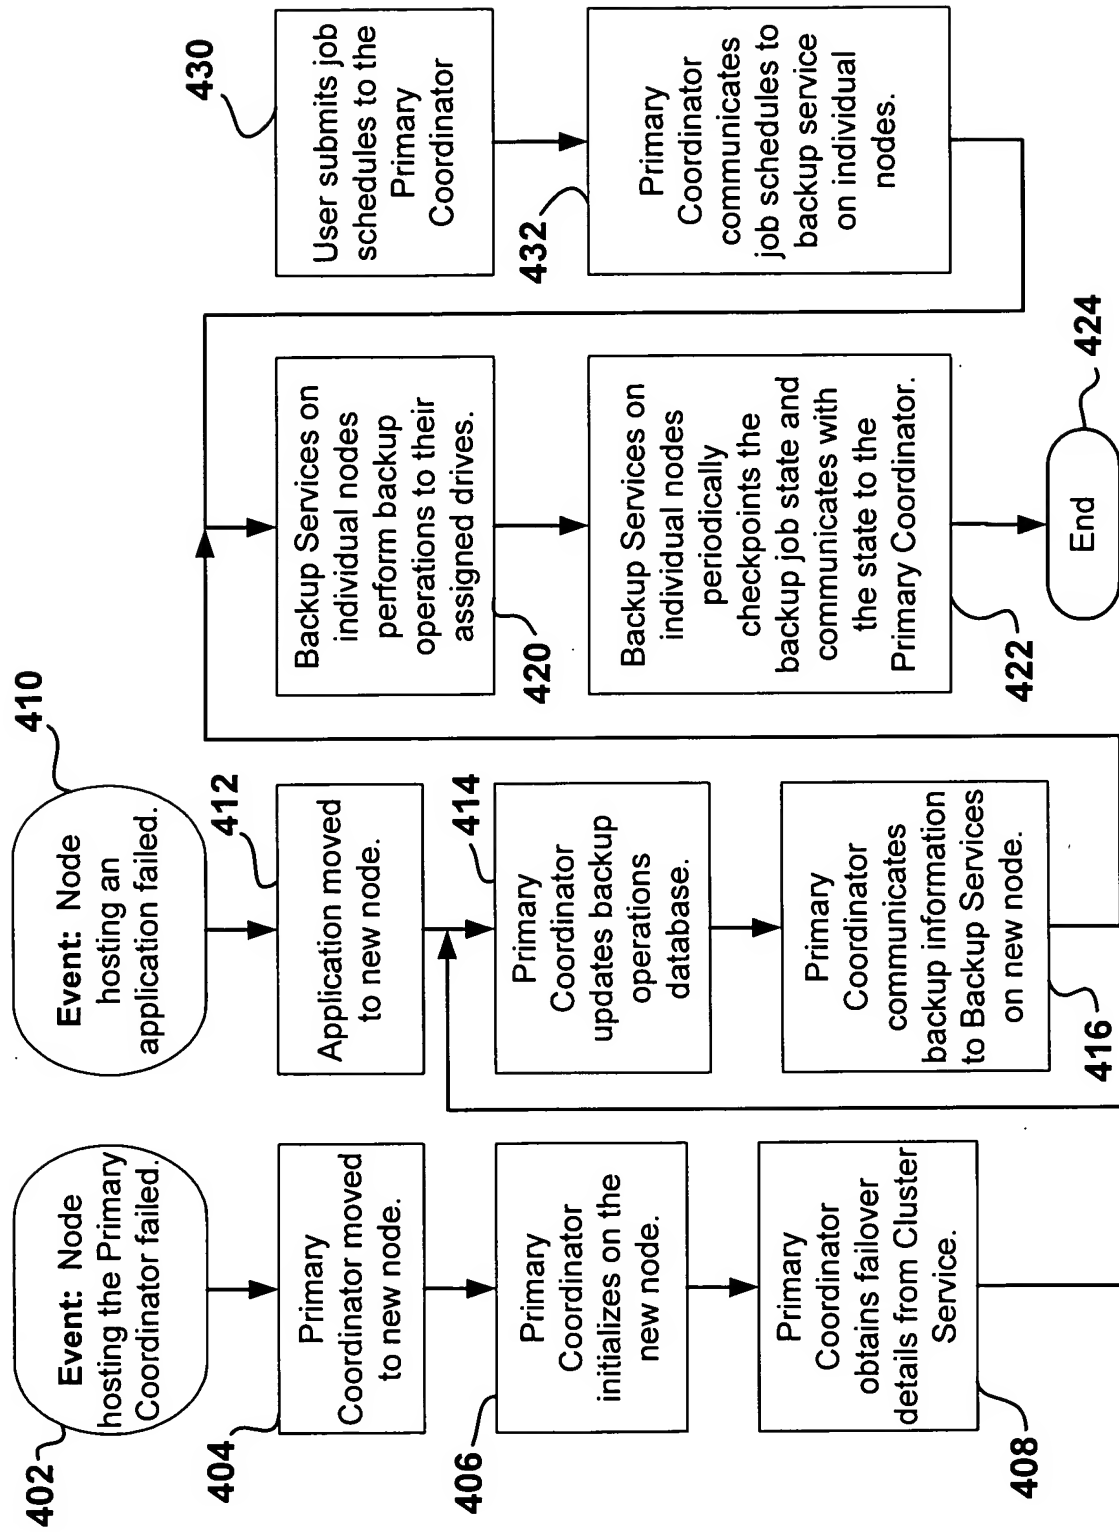 402
Event: Node
hosting the Primary
Coordinator failed.
404
Primary
Coordinator moved
to new node.
406
Primary
Coordinator
initializes on the
new node.
408
Primary
Coordinator
obtains failover
details from Cluster
Service.
410
Event: Node
hosting an
application failed.
412
Application moved
to new node.
414
Primary
Coordinator
updates backup
operations
database.
416
Primary
Coordinator
communicates
backup information
to Backup Services
on new node.
420
Backup Services on
individual nodes
perform backup
operations to their
assigned drives.
422
Backup Services on
individual nodes
periodically
checkpoints the
backup job state and
communicates with
the state to the
Primary Coordinator.
424
End
430
User submits job
schedules to the
Primary
Coordinator
432
Primary
Coordinator
communicates
job schedules to
backup service
on individual
nodes.